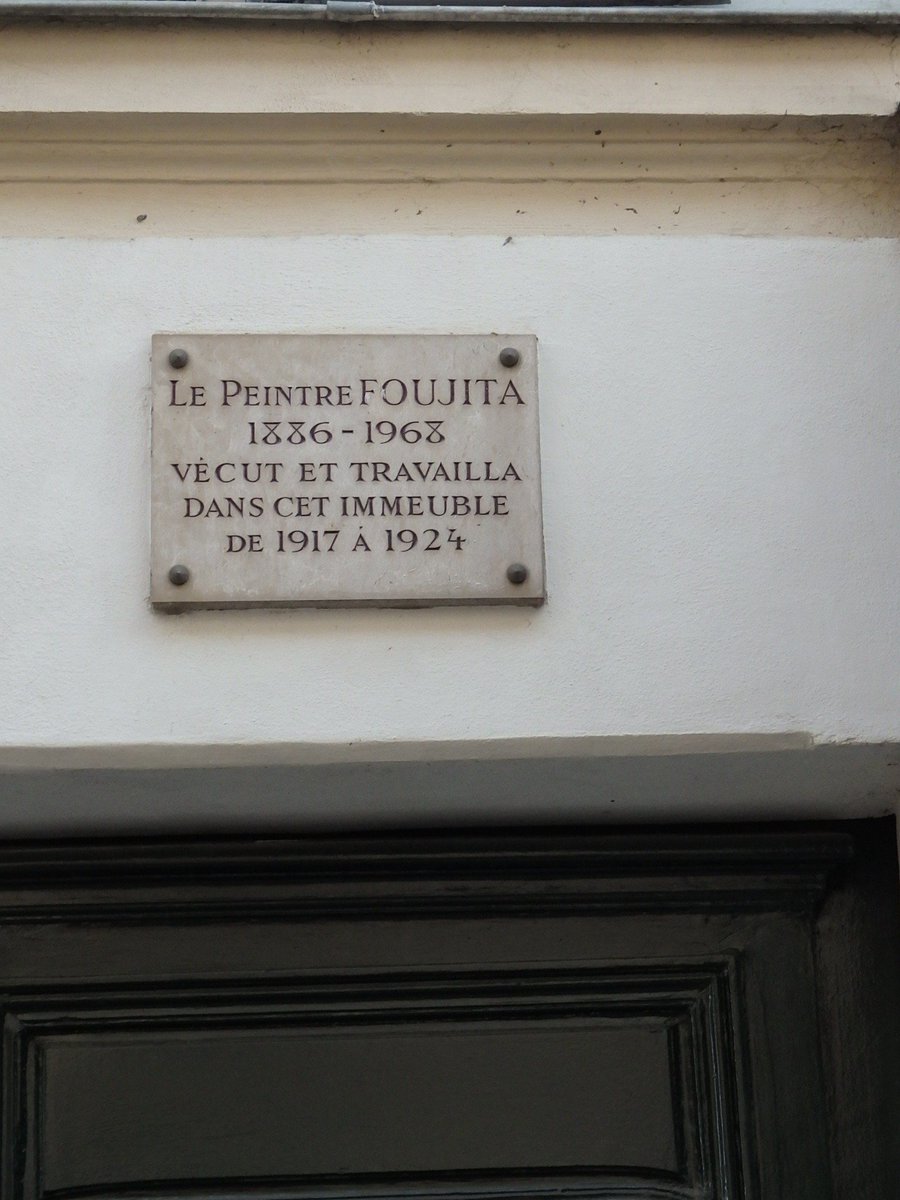 LE PEINTRE FOUJITA
1886-1968
VÉCUT ET TRAVAILLA
DANS CET IMMEUBLE
DE 1917 Á 1924